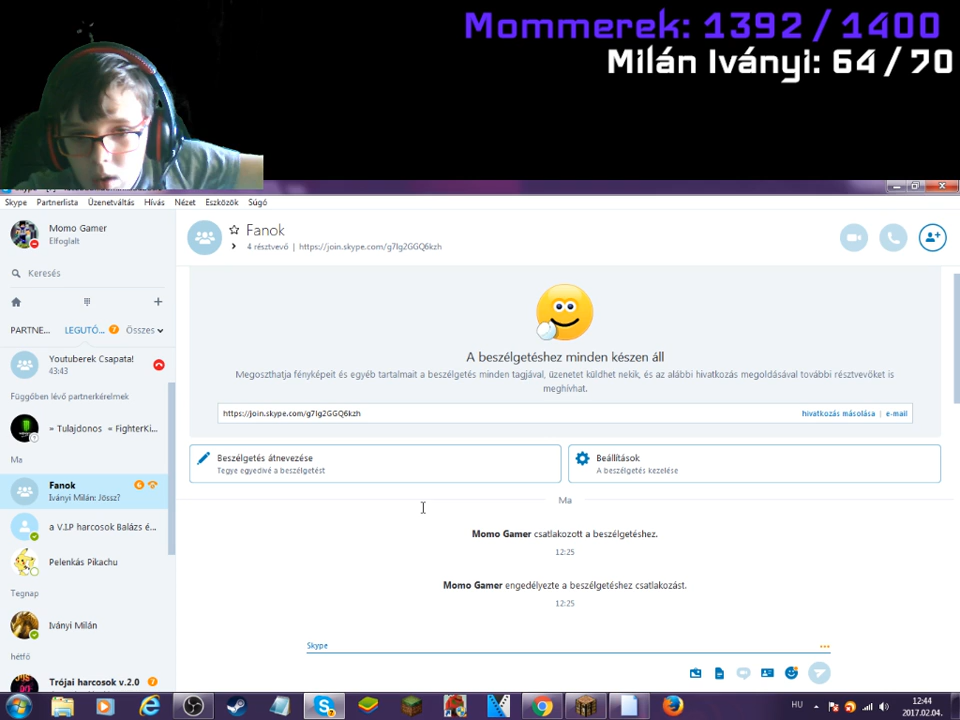 Mommerek: 1392 / 1400
Milán Iványi: 64 / 70
Skype Partnerlista Üzenetváltás Hívás Nézet Eszközök Súgó
Momo Gamer
Elfoglalt
Keresés
PARTNE... LEGUTÓ... 7 Összes
Youtuberek Csapata!
43:43
Függőben lévő partnerkérelmek
= Tulajdonos = FighterKi...
Ma
Fanok 6
Iványi Milán: Jössz?
a V.I.P harcosok Balázs é...
Pelenkás Pikachu
Tegnap
Iványi Milán
hétfő
Trójai harcosok v.2.0 7
Fanok
4 résztvevő | https://join.skype.com/g7Ig2GGQ6kzh
A beszélgetéshez minden készen áll
Megoszthatja fényképeit és egyéb tartalmait a beszélgetés minden tagjával, üzenetet küldhet nekik, és az alábbi hivatkozás megoldásával további résztvevőket is
meghívhat.
https://join.skype.com/g7Ig2GGQ6kzh hivatkozás másolása | e-mail
Beszélgetés átnevezése
Tegye egyedivé a beszélgetést
Beállítások
A beszélgetés kezelése
Ma
Momo Gamer csatlakozott a beszélgetéshez.
12:25
Momo Gamer engedélyezte a beszélgetéshez csatlakozást.
12:25
Skype
HU
12:44
2017.02.04.